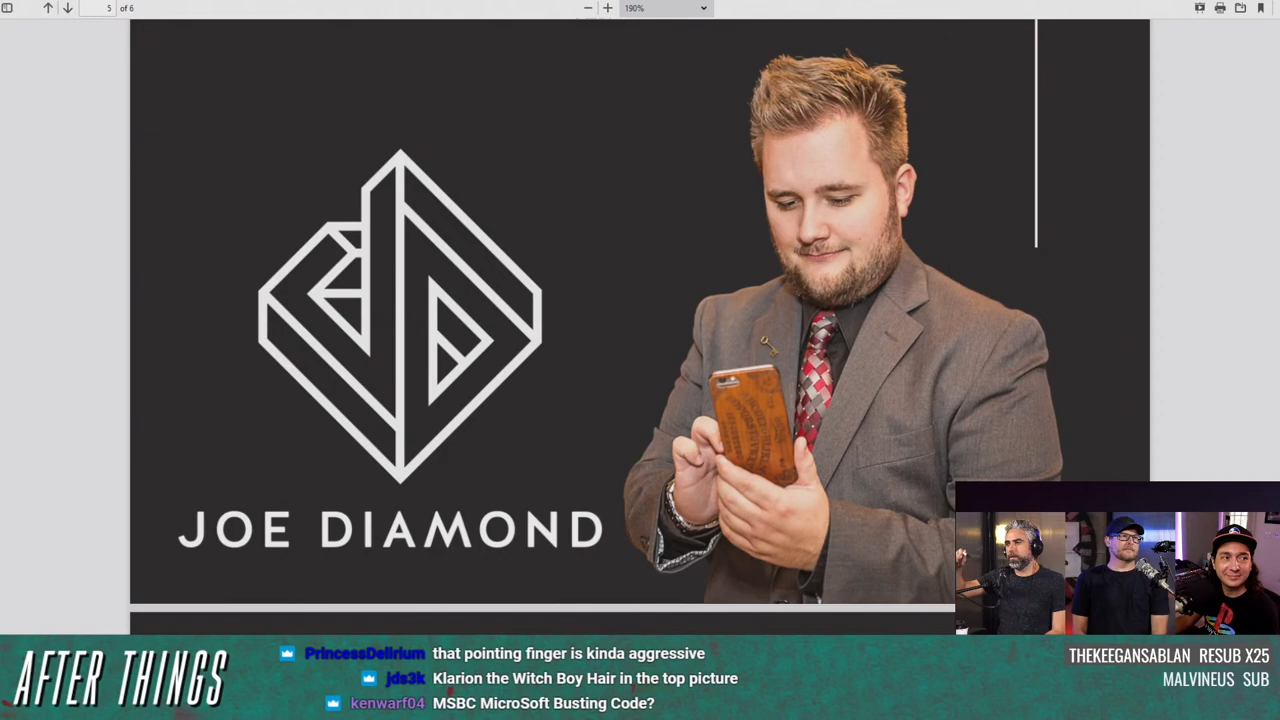 5 of 6
190%
JOE DIAMOND
AFTER THINGS
PrincessDelirium that pointing finger is kinda aggressive
jds3k Klarion the Witch Boy Hair in the top picture
kenwarf04 MSBC MicroSoft Busting Code?
THEKEEGANSABLAN RESUB X25
MALVINEUS SUB